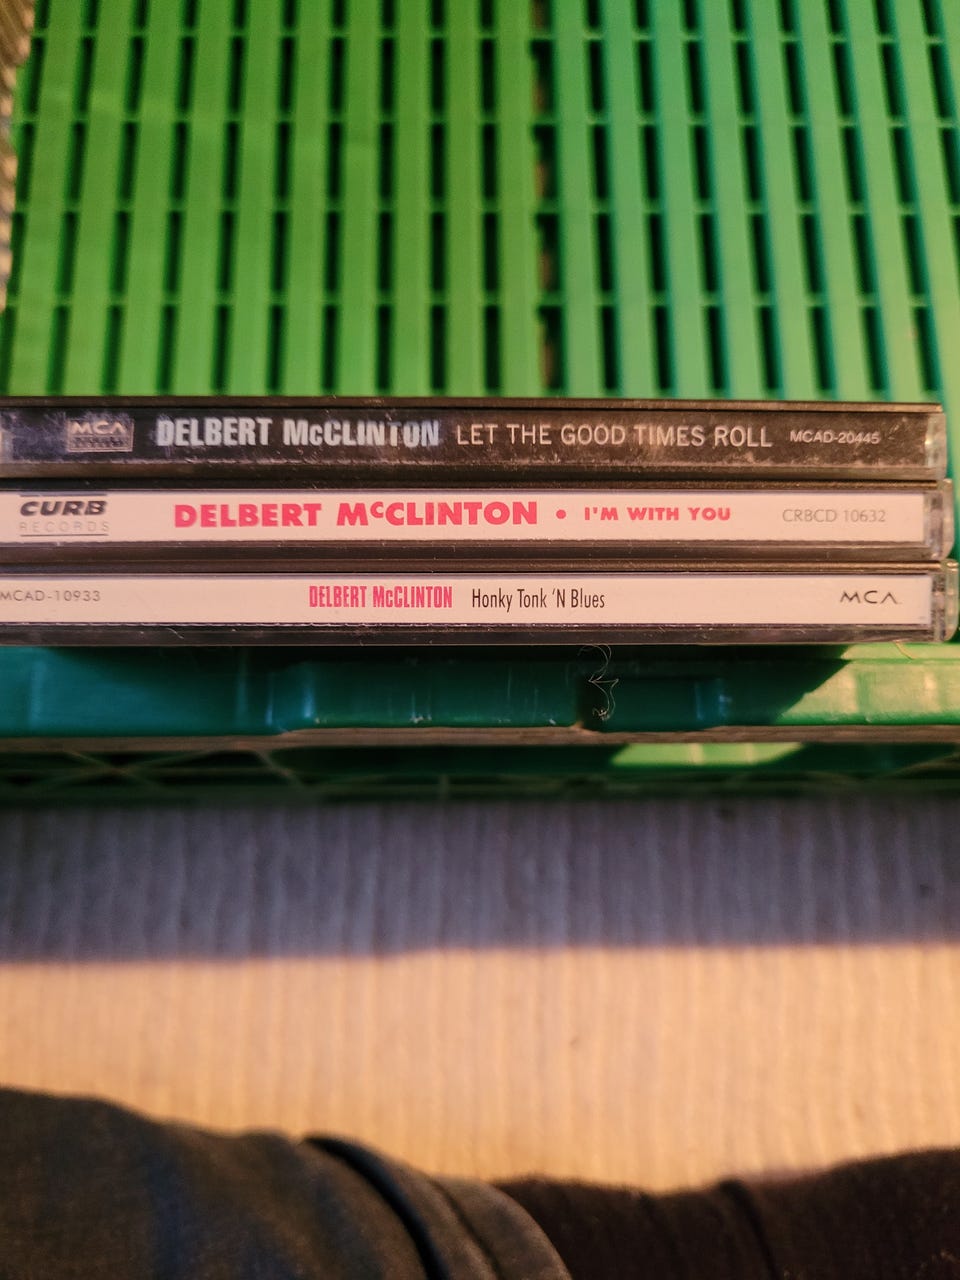 MCA DELBERT McCLINTON LET THE GOOD TIMES ROLL MCAD-20445
CURB RECORDS DELBERT McCLINTON • I'M WITH YOU CRBCD 10632
MCAD-10933 DELBERT McCLINTON Honky Tonk 'N Blues MCA